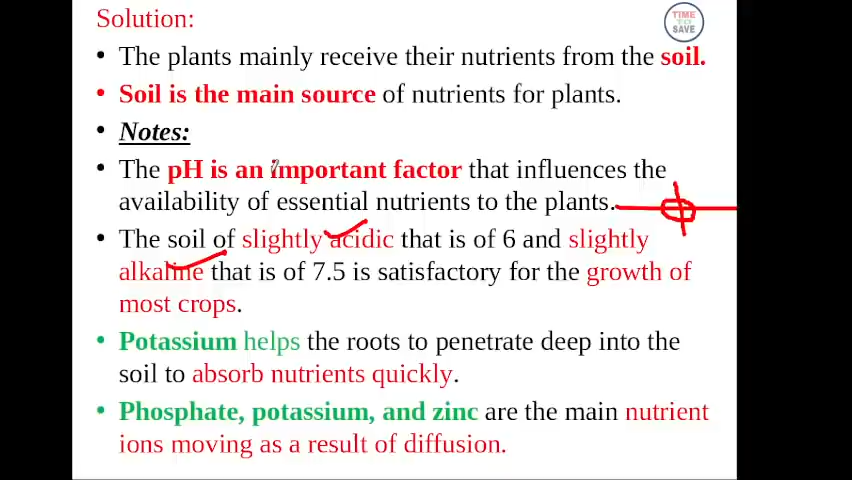 Solution:
TIME
TO
SAVE
• The plants mainly receive their nutrients from the soil.
• Soil is the main source of nutrients for plants.
• Notes:
• The pH is an important factor that influences the
availability of essential nutrients to the plants.
• The soil of slightly acidic that is of 6 and slightly
alkaline that is of 7.5 is satisfactory for the growth of
most crops.
• Potassium helps the roots to penetrate deep into the
soil to absorb nutrients quickly.
• Phosphate, potassium, and zinc are the main nutrient
ions moving as a result of diffusion.